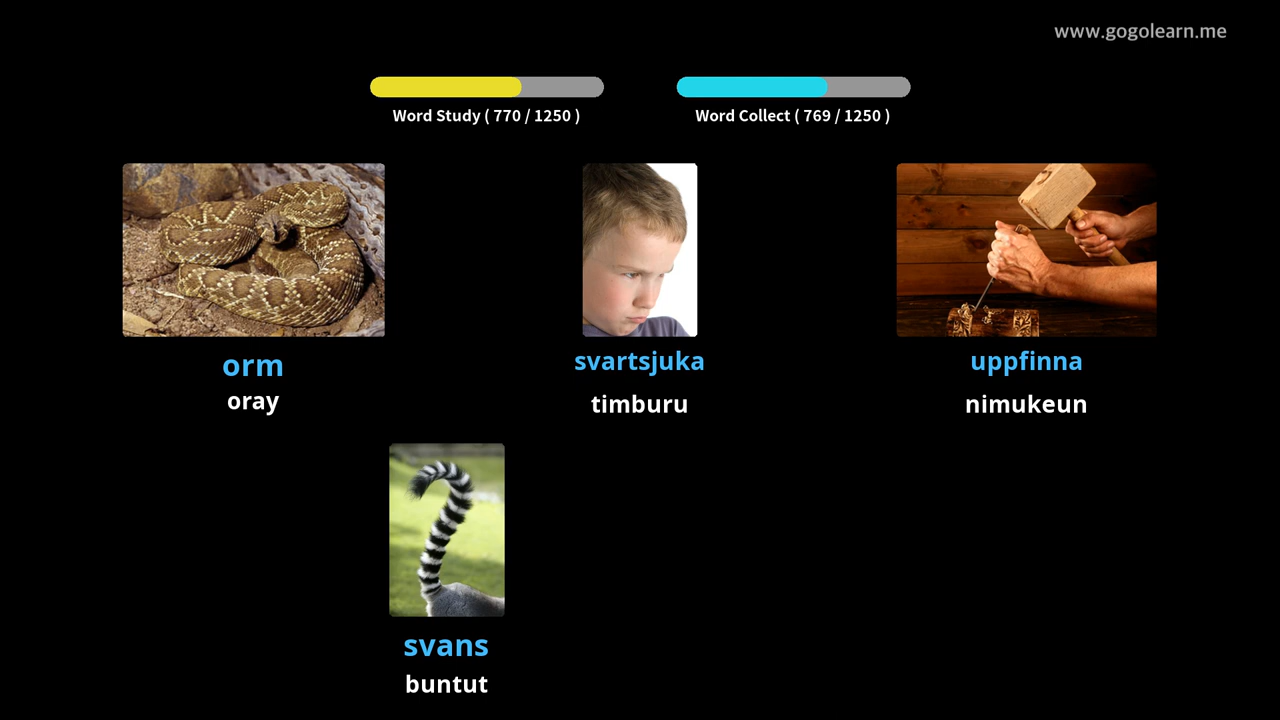 www.gogolearn.me
Word Study ( 770 / 1250 )
Word Collect ( 769 / 1250 )
orm
oray
svartsjuka
timburu
uppfinna
nimukeun
svans
buntut